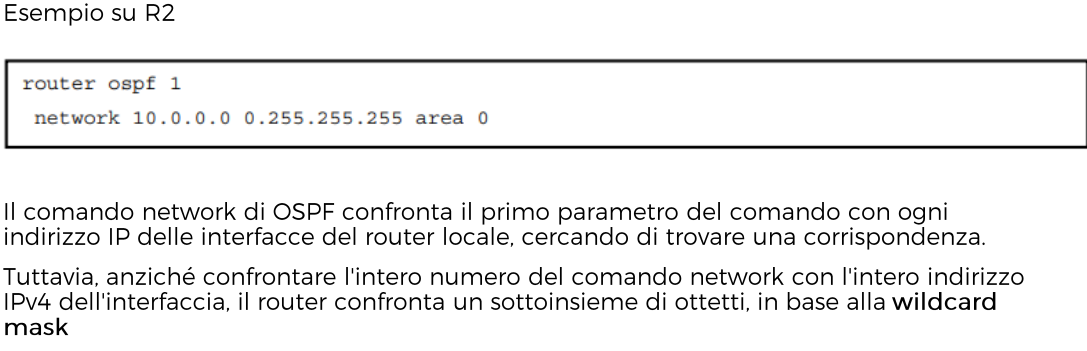 Esempio su R2
router ospf 1
network 10.0.0.0 0.255.255.255 area 0
Il comando network di OSPF confronta il primo parametro del comando con ogni
indirizzo IP delle interfacce del router locale, cercando di trovare una corrispondenza.
Tuttavia, anziché confrontare l'intero numero del comando network con l'intero indirizzo
IPv4 dell'interfaccia, il router confronta un sottoinsieme di ottetti, in base alla wildcard
mask